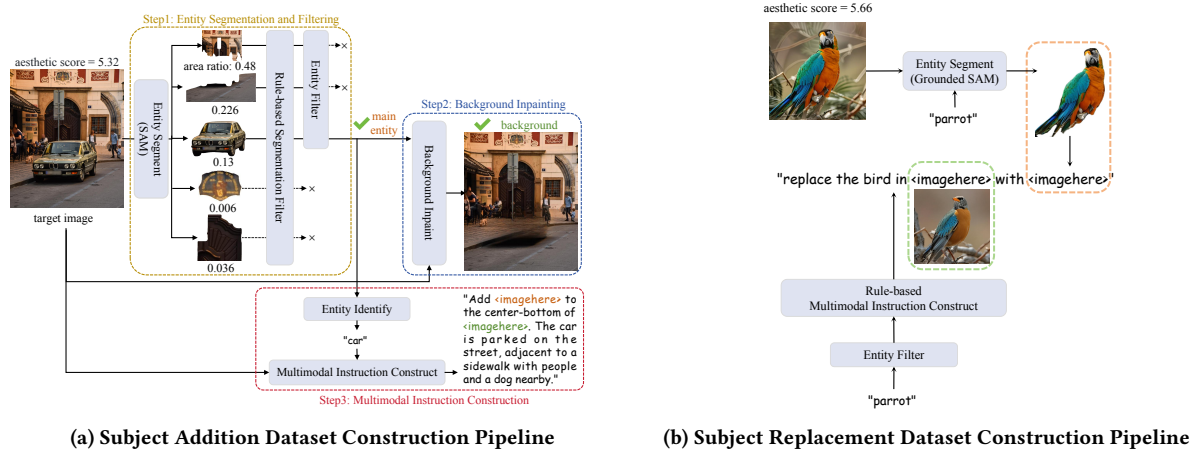 Step1: Entity Segmentation and Filtering
aesthetic score = 5.32
target image
Entity Segment
(SAM)
area ratio: 0.48
0.226
0.13
0.006
0.036
Rule-based Segmentation
Filter
Entity Filter
main
entity
Step2: Background Inpainting
background
Background Inpaint
Entity Identify
"car"
Multimodal Instruction Construct
"Add <imagehere> to
the center-bottom of
<imagehere>. The car
is parked on the
street, adjacent to a
sidewalk with people
and a dog nearby."
Step3: Multimodal Instruction Construction
(a) Subject Addition Dataset Construction Pipeline
aesthetic score = 5.66
Entity Segment
(Grounded SAM)
"parrot"
"replace the bird in <imagehere> with <imagehere>"
Rule-based
Multimodal Instruction Construct
Entity Filter
"parrot"
(b) Subject Replacement Dataset Construction Pipeline